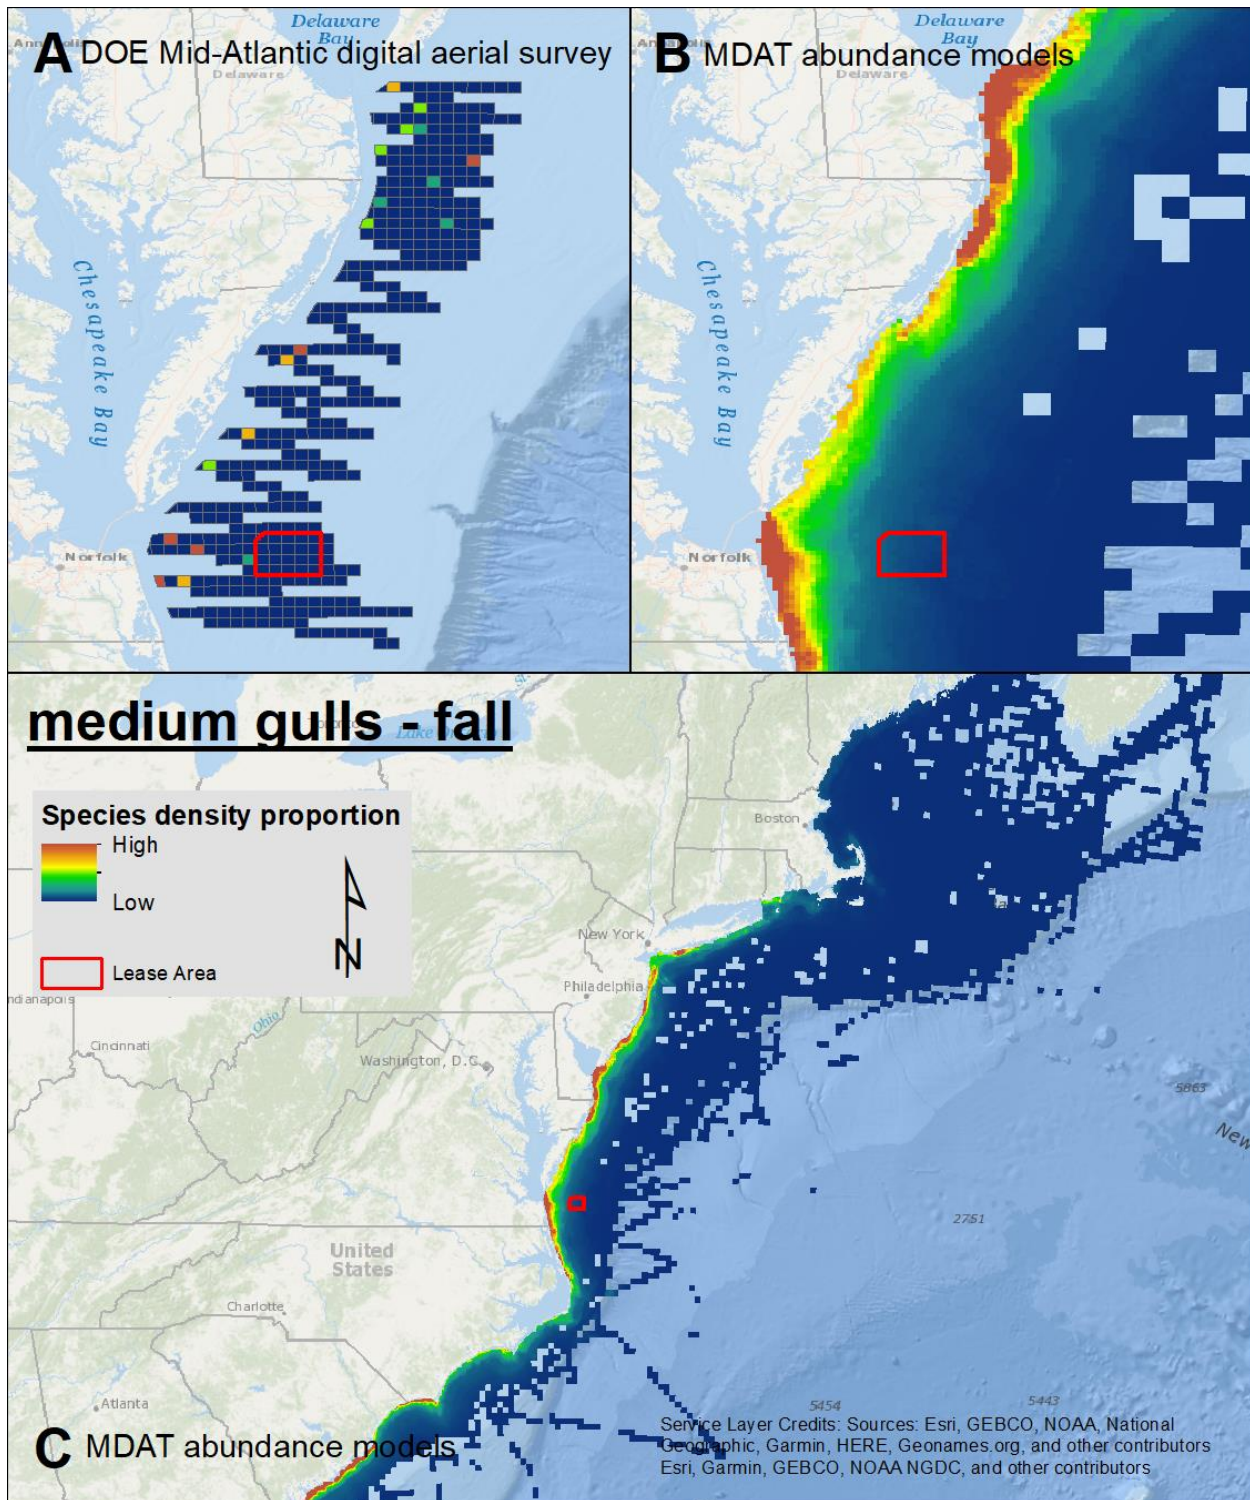 Delaware
Bay
A DOE Mid-Atlantic digital aerial survey
Delaware
Chesapeake Bay
Norfolk
Delaware
Bay
B MDAT abundance models
Delaware
Chesapeake Bay
Norfolk
medium gulls - fall
Species density proportion
High
Low
N
Lease Area
Boston
New York
Philadelphia
ndianapolis
Ohio
Cincinnati
Washington, D.C.
5863
New
2751
United
States
Charlotte
Atlanta
5454
5443
C MDAT abundance models
Service Layer Credits: Sources: Esri, GEBCO, NOAA, National
Geographic, Garmin, HERE, Geonames.org, and other contributors
Esri, Garmin, GEBCO, NOAA NGDC, and other contributors